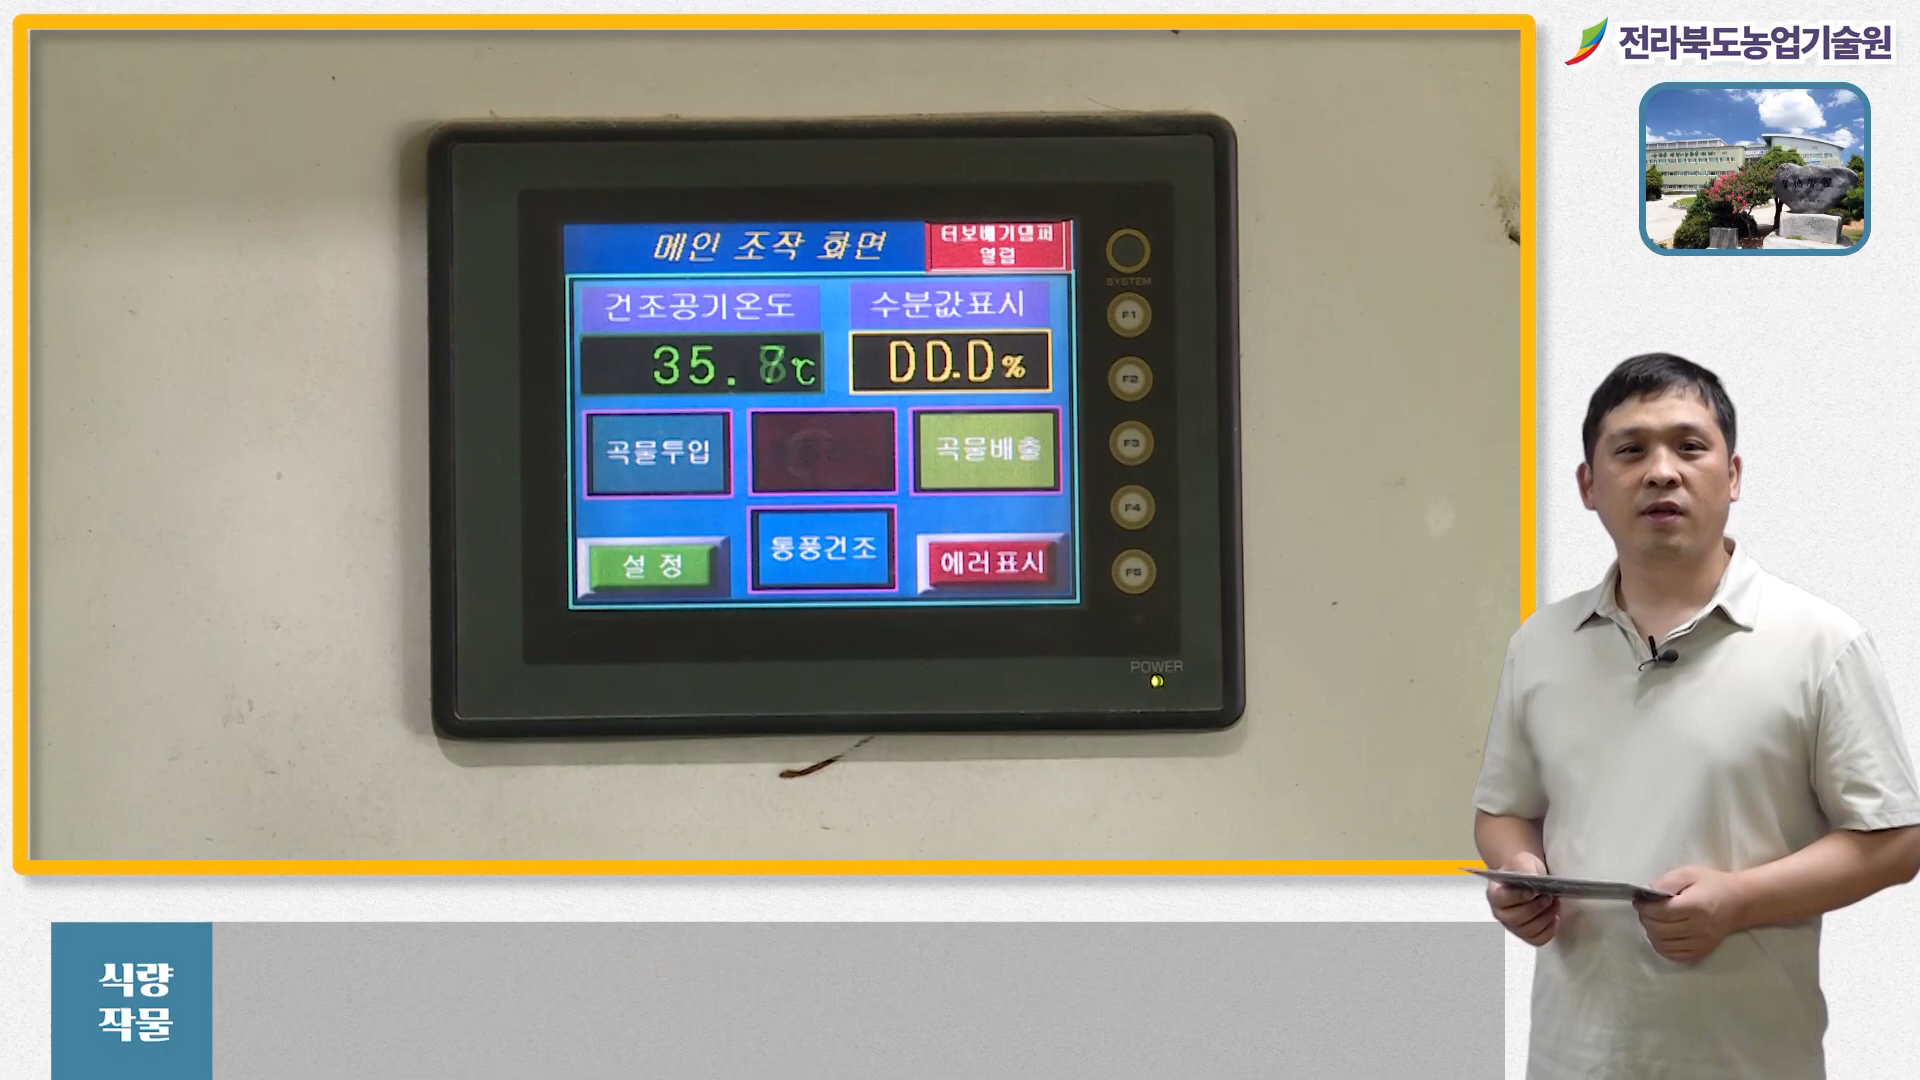 전라북도농업기술원
메인 조작 화면
터보배기댐퍼
열림
건조공기온도
수분값표시
35.
℃
DD.D%
곡물투입
곡물배출
설 정
통풍건조
에러표시
SYSTEM
F1
F2
F3
F4
F5
POWER
식량
작물